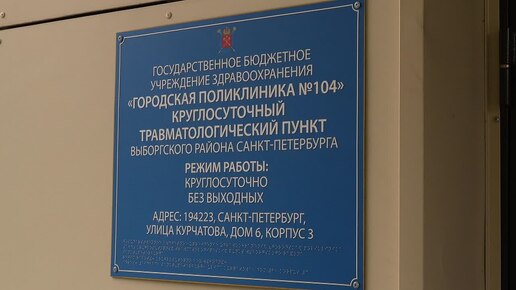 ГОСУДАРСТВЕННОЕ БЮДЖЕТНОЕ
УЧРЕЖДЕНИЕ ЗДРАВООХРАНЕНИЯ
«ГОРОДСКАЯ ПОЛИКЛИНИКА №104»
КРУГЛОСУТОЧНЫЙ
ТРАВМАТОЛОГИЧЕСКИЙ ПУНКТ
ВЫБОРГСКОГО РАЙОНА САНКТ-ПЕТЕРБУРГА
РЕЖИМ РАБОТЫ:
КРУГЛОСУТОЧНО
БЕЗ ВЫХОДНЫХ
АДРЕС: 194223, САНКТ-ПЕТЕРБУРГ,
УЛИЦА КУРЧАТОВА, ДОМ 6, КОРПУС 3